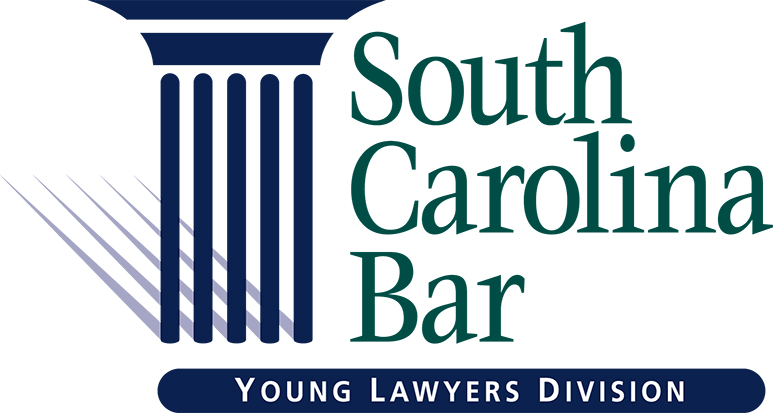 South
Carolina
Bar
YOUNG LAWYERS DIVISION